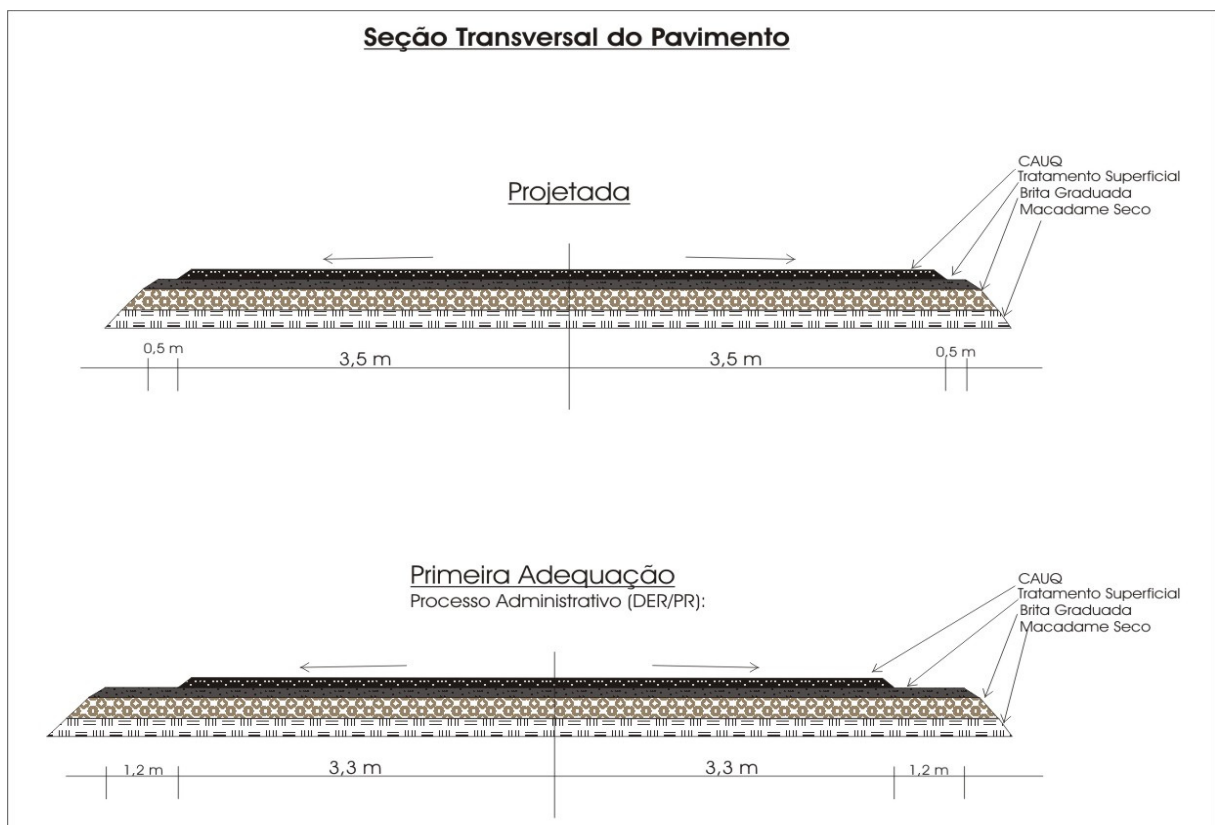 Seção Transversal do Pavimento
Projetada
CAUQ
Tratamento Superficial
Brita Graduada
Macadame Seco
0,5 m
3,5 m
3,5 m
0,5 m
Primeira Adequação
Processo Administrativo (DER/PR):
CAUQ
Tratamento Superficial
Brita Graduada
Macadame Seco
1,2 m
3,3 m
3,3 m
1,2 m